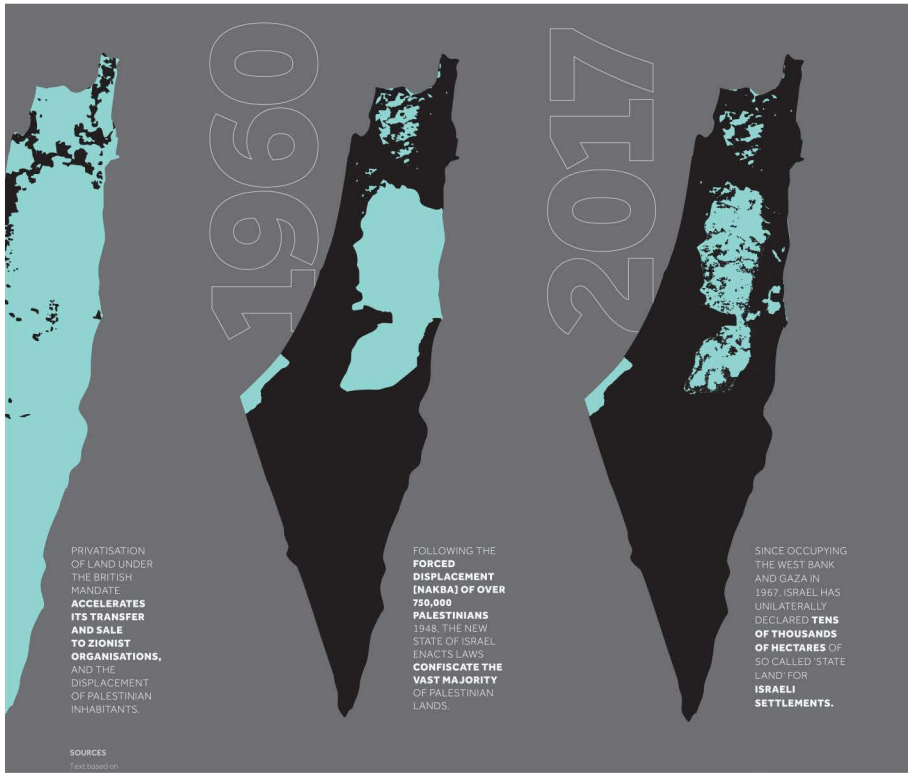 1960
2017
PRIVATISATION
OF LAND UNDER
THE BRITISH
MANDATE
ACCELERATES
ITS TRANSFER
AND SALE
TO ZIONIST
ORGANISATIONS,
AND THE
DISPLACEMENT
OF PALESTINIAN
INHABITANTS.
SOURCES
Text based on
FOLLOWING THE
FORCED
DISPLACEMENT
[NAKBA] OF OVER
750,000
PALESTINIANS
1948, THE NEW
STATE OF ISRAEL
ENACTS LAWS
CONFISCATE THE
VAST MAJORITY
OF PALESTINIAN
LANDS.
SINCE OCCUPYING
THE WEST BANK
AND GAZA IN
1967, ISRAEL HAS
UNILATERALLY
DECLARED TENS
OF THOUSANDS
OF HECTARES OF
SO CALLED 'STATE
LAND' FOR
ISRAELI
SETTLEMENTS.